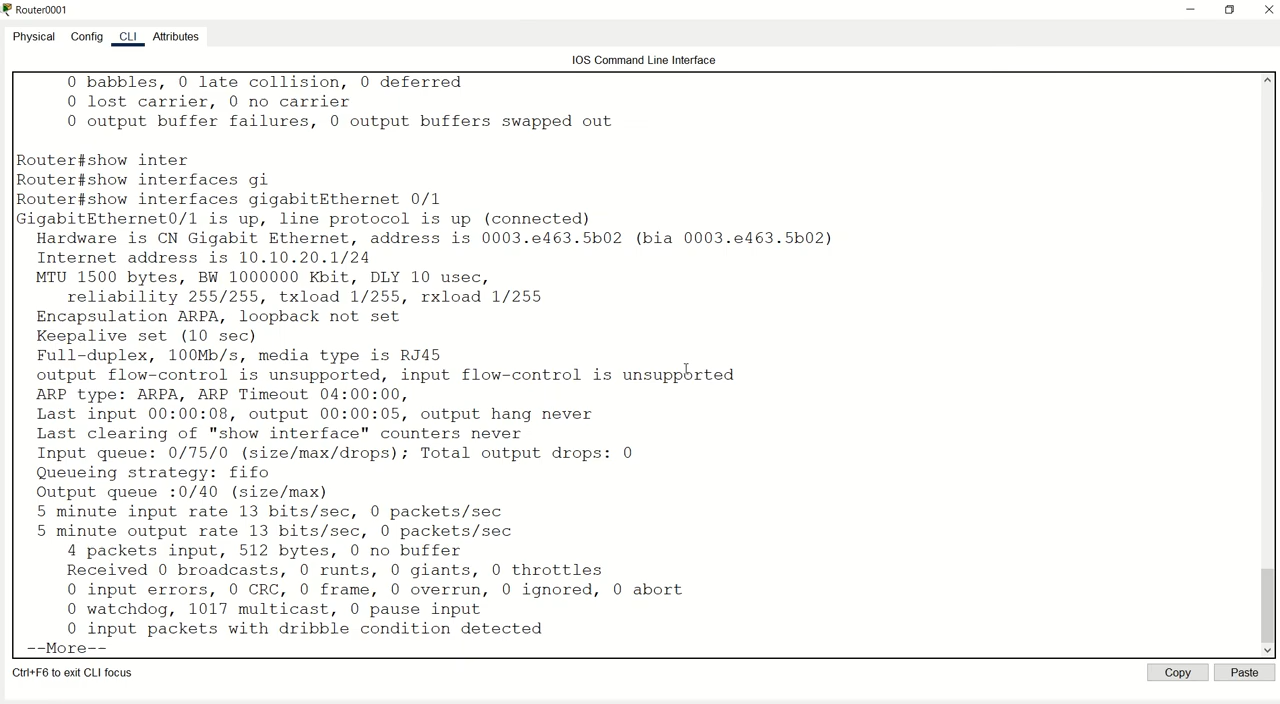 Router0001
Physical Config CLI Attributes
IOS Command Line Interface
0 babbles, 0 late collision, 0 deferred
0 lost carrier, 0 no carrier
0 output buffer failures, 0 output buffers swapped out
Router#show inter
Router#show interfaces gi
Router#show interfaces gigabitEthernet 0/1
GigabitEthernet0/1 is up, line protocol is up (connected)
Hardware is CN Gigabit Ethernet, address is 0003.e463.5b02 (bia 0003.e463.5b02)
Internet address is 10.10.20.1/24
MTU 1500 bytes, BW 1000000 Kbit, DLY 10 usec,
reliability 255/255, txload 1/255, rxload 1/255
Encapsulation ARPA, loopback not set
Keepalive set (10 sec)
Full-duplex, 100Mb/s, media type is RJ45
output flow-control is unsupported, input flow-control is unsupported
ARP type: ARPA, ARP Timeout 04:00:00,
Last input 00:00:08, output 00:00:05, output hang never
Last clearing of "show interface" counters never
Input queue: 0/75/0 (size/max/drops); Total output drops: 0
Queueing strategy: fifo
Output queue :0/40 (size/max)
5 minute input rate 13 bits/sec, 0 packets/sec
5 minute output rate 13 bits/sec, 0 packets/sec
4 packets input, 512 bytes, 0 no buffer
Received 0 broadcasts, 0 runts, 0 giants, 0 throttles
0 input errors, 0 CRC, 0 frame, 0 overrun, 0 ignored, 0 abort
0 watchdog, 1017 multicast, 0 pause input
0 input packets with dribble condition detected
--More--
Ctrl+F6 to exit CLI focus
Copy Paste